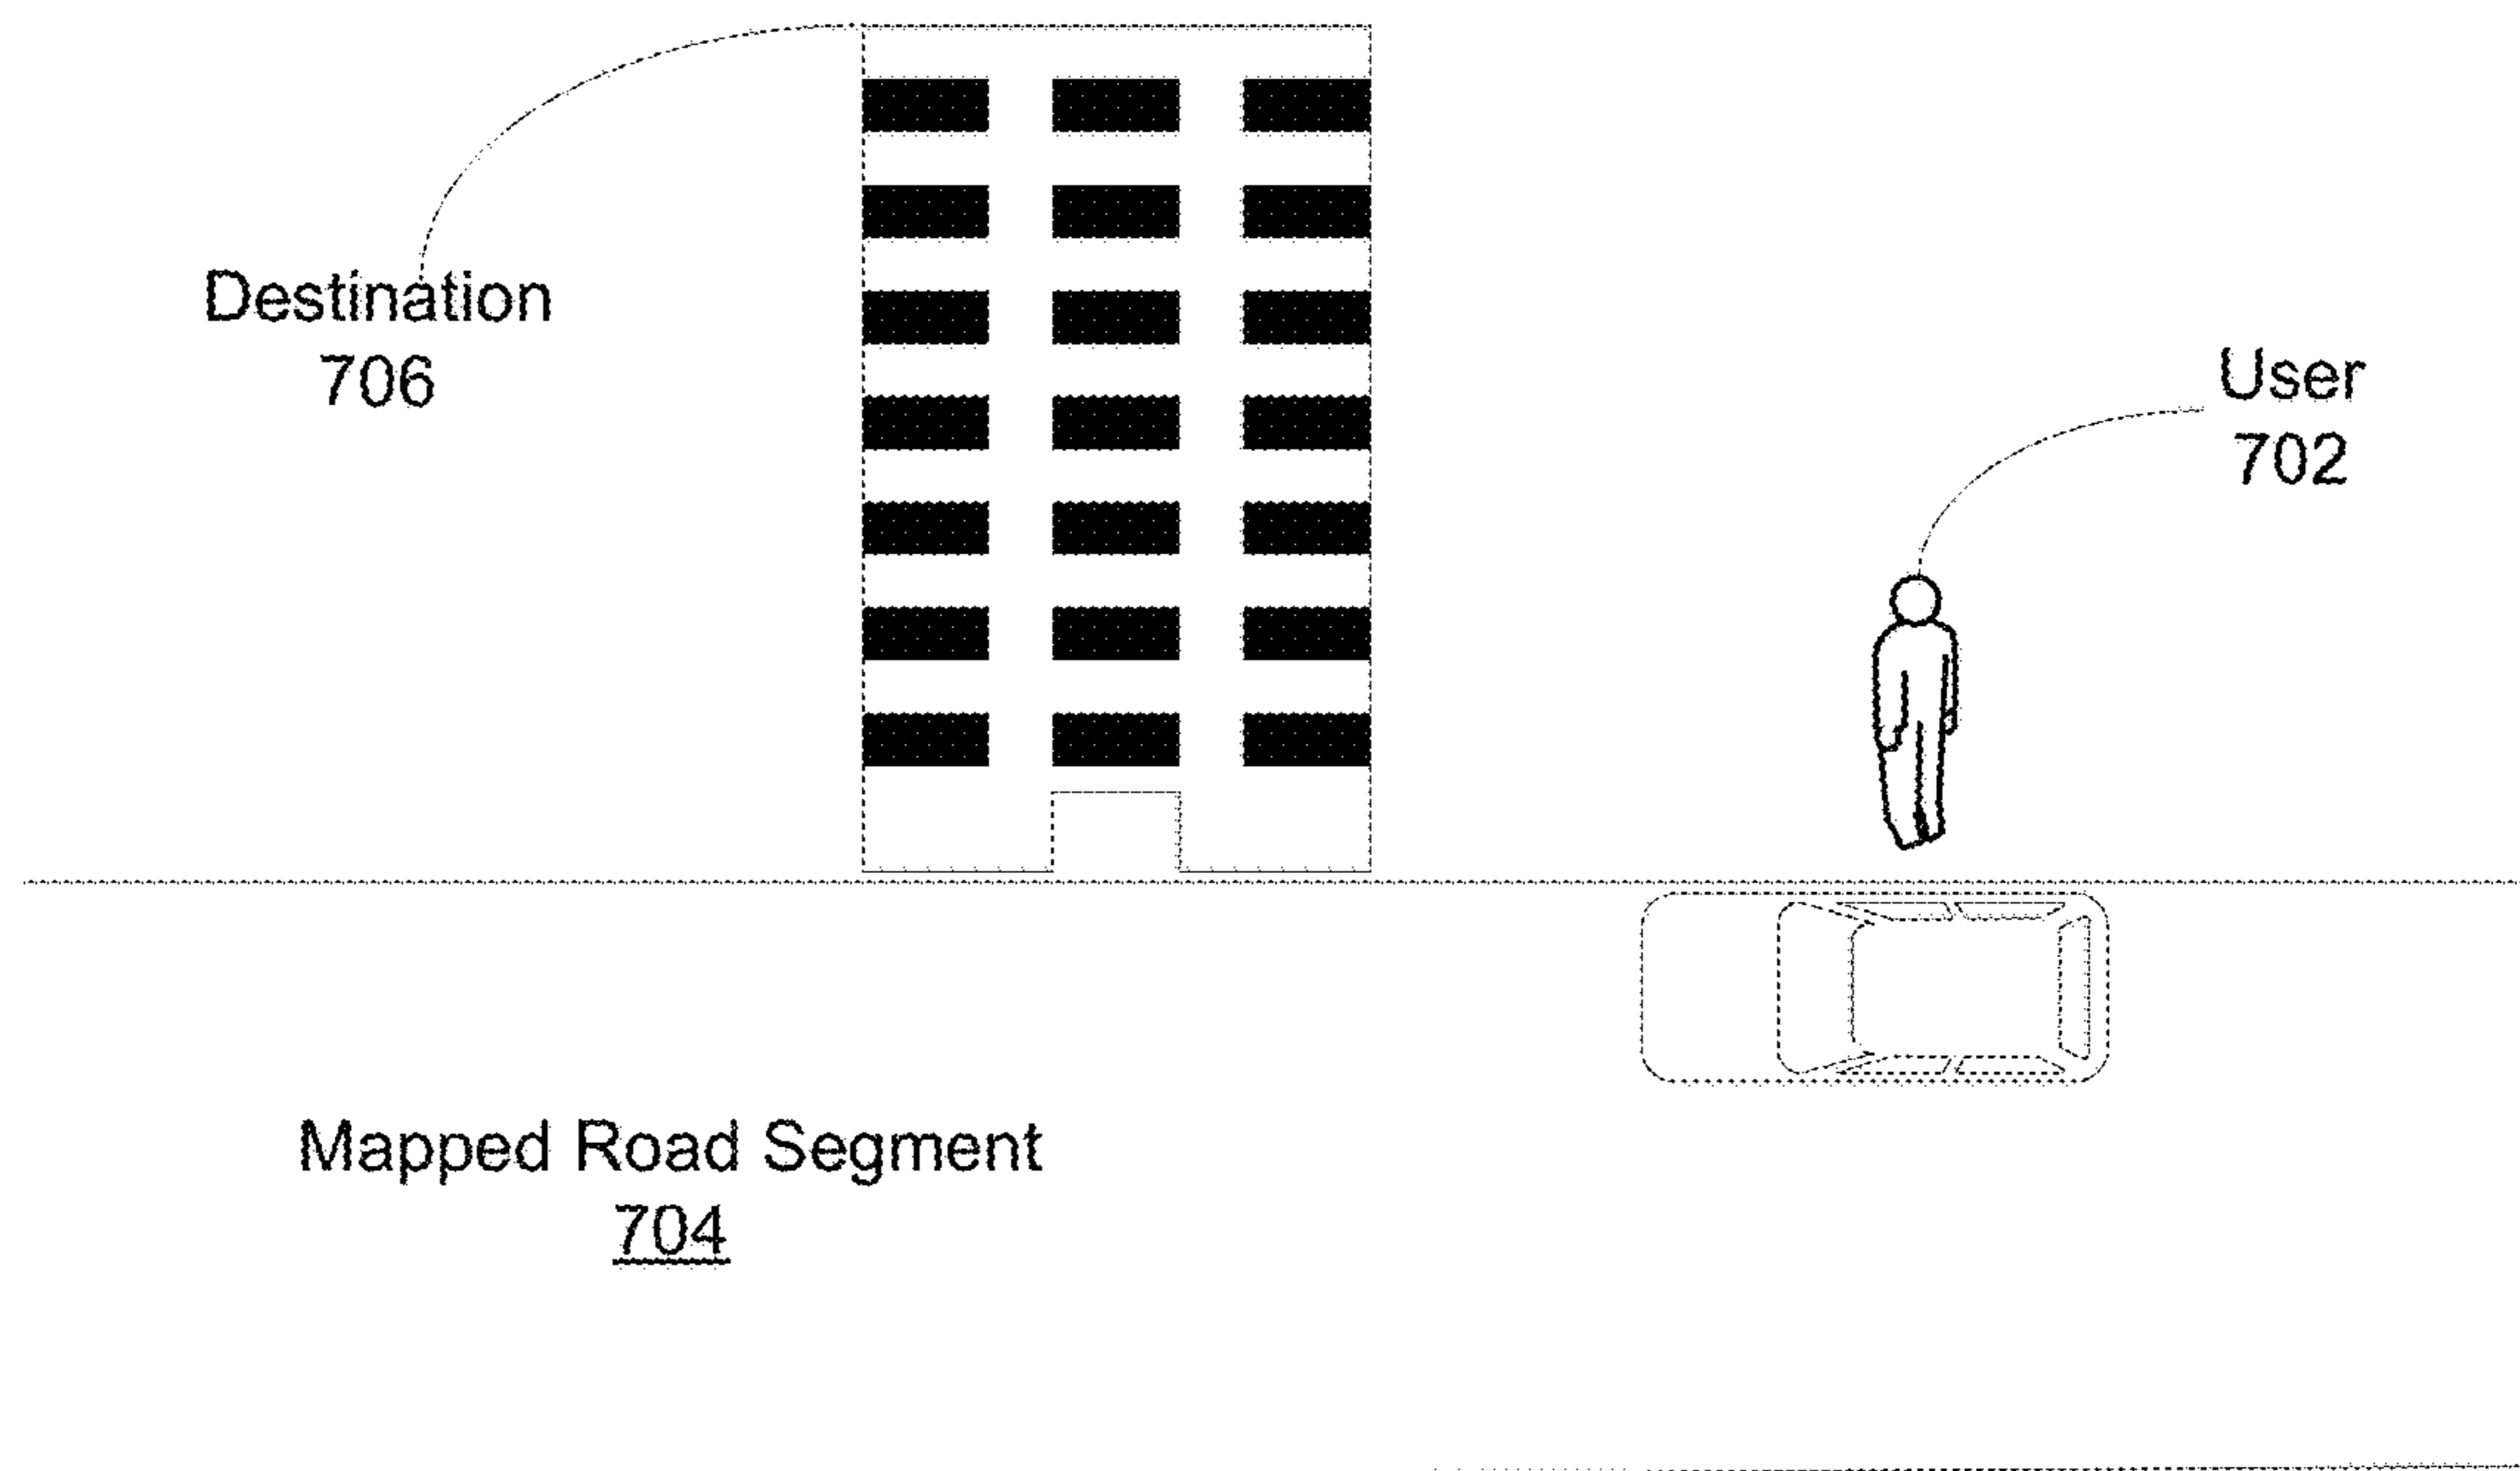 Destination
706
User
702
Mapped Road Segment
704